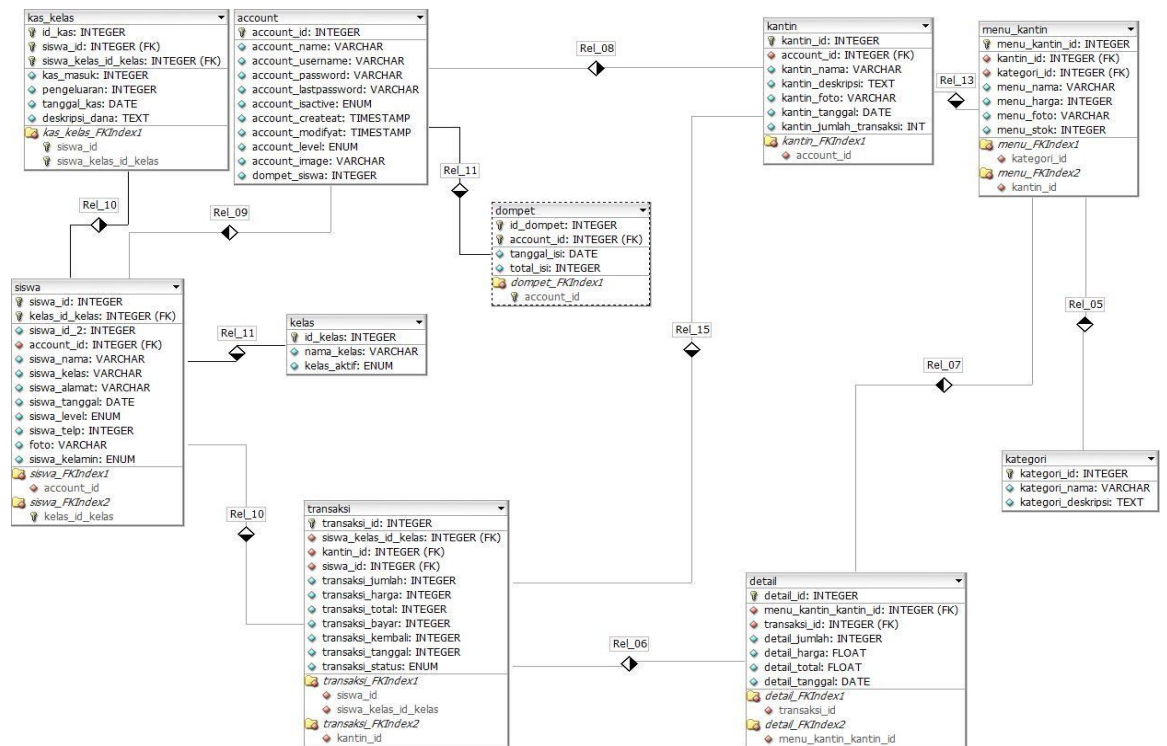 kas_kelas
id_kas: INTEGER
siswa_id: INTEGER (FK)
siswa_kelas_id_kelas: INTEGER (FK)
kas_masuk: INTEGER
pengeluaran: INTEGER
tanggal_kas: DATE
deskripsi_dana: TEXT
kas_kelas_FKIndex1
siswa_id
siswa_kelas_id_kelas
account
account_id: INTEGER
account_name: VARCHAR
account_username: VARCHAR
account_password: VARCHAR
account_lastpassword: VARCHAR
account_isactive: ENUM
account_createat: TIMESTAMP
account_modifyat: TIMESTAMP
account_level: ENUM
account_image: VARCHAR
dompet_siswa: INTEGER
Rel_08
kantin
kantin_id: INTEGER
account_id: INTEGER (FK)
kantin_nama: VARCHAR
kantin_deskripsi: TEXT
kantin_foto: VARCHAR
kantin_tanggal: DATE
kantin_jumlah_transaksi: INT
kantin_FKIndex1
account_id
Rel_13
menu_kantin
menu_kantin_id: INTEGER
kantin_id: INTEGER (FK)
kategori_id: INTEGER (FK)
menu_nama: VARCHAR
menu_harga: INTEGER
menu_foto: VARCHAR
menu_stok: INTEGER
menu_FKIndex1
kategori_id
menu_FKIndex2
kantin_id
Rel_10
Rel_09
Rel_11
dompet
id_dompet: INTEGER
account_id: INTEGER (FK)
tanggal_isi: DATE
total_isi: INTEGER
dompet_FKIndex1
account_id
siswa
siswa_id: INTEGER
kelas_id_kelas: INTEGER (FK)
siswa_id_2: INTEGER
account_id: INTEGER (FK)
siswa_nama: VARCHAR
siswa_kelas: VARCHAR
siswa_alamat: VARCHAR
siswa_tanggal: DATE
siswa_level: ENUM
siswa_telp: INTEGER
foto: VARCHAR
siswa_kelamin: ENUM
siswa_FKIndex1
account_id
siswa_FKIndex2
kelas_id_kelas
Rel_11
kelas
id_kelas: INTEGER
nama_kelas: VARCHAR
kelas_aktif: ENUM
Rel_15
Rel_05
Rel_07
kategori
kategori_id: INTEGER
kategori_nama: VARCHAR
kategori_deskripsi: TEXT
Rel_10
transaksi
transaksi_id: INTEGER
siswa_kelas_id_kelas: INTEGER (FK)
kantin_id: INTEGER (FK)
siswa_id: INTEGER (FK)
transaksi_jumlah: INTEGER
transaksi_harga: INTEGER
transaksi_total: INTEGER
transaksi_bayar: INTEGER
transaksi_kembali: INTEGER
transaksi_tanggal: INTEGER
transaksi_status: ENUM
transaksi_FKIndex1
siswa_id
siswa_kelas_id_kelas
transaksi_FKIndex2
kantin_id
Rel_06
detail
detail_id: INTEGER
menu_kantin_kantin_id: INTEGER (FK)
transaksi_id: INTEGER (FK)
detail_jumlah: INTEGER
detail_harga: FLOAT
detail_total: FLOAT
detail_tanggal: DATE
detail_FKIndex1
transaksi_id
detail_FKIndex2
menu_kantin_kantin_id